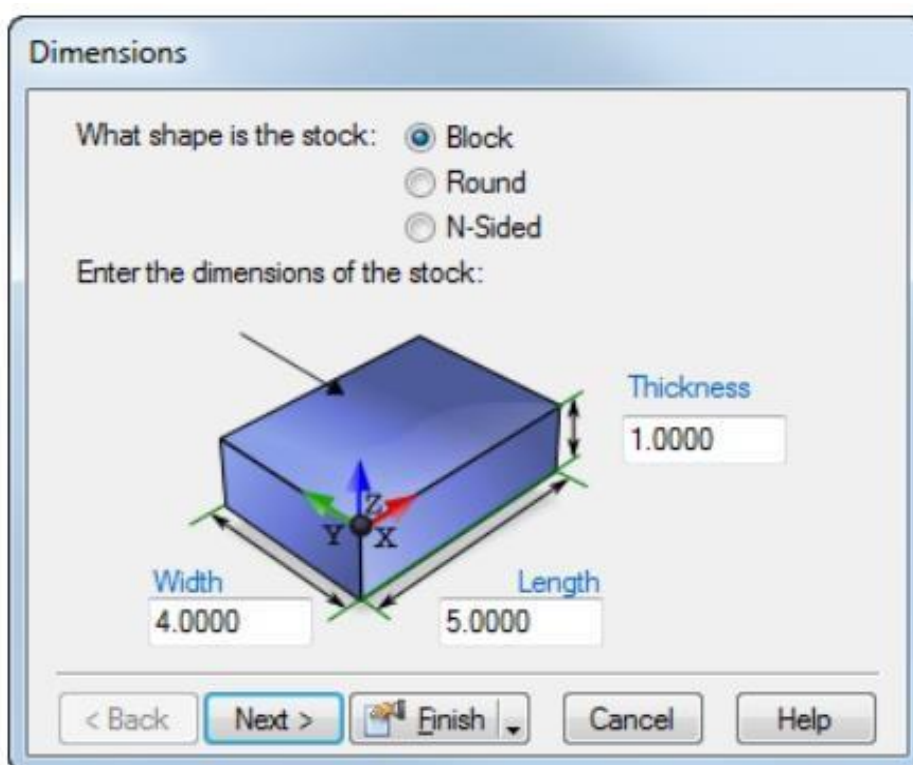 Dimensions
What shape is the stock: Block
Round
N-Sided
Enter the dimensions of the stock:
Thickness
1.0000
Z
Y X
Width Length
4.0000 5.0000
< Back Next > Finish Cancel Help